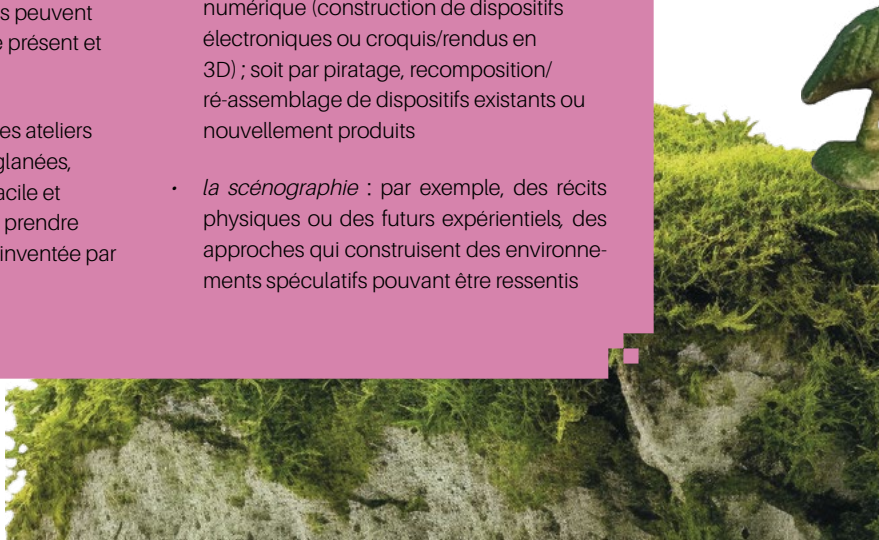 s peuvent
présent et
es ateliers
glanées,
acile et
prendre
inventée par
numérique (construction de dispositifs
électroniques ou croquis/rendus en
3D) ; soit par piratage, recomposition/
ré-assemblage de dispositifs existants ou
nouvellement produits
• la scénographie : par exemple, des récits
physiques ou des futurs expérientiels, des
approches qui construisent des environne-
ments spéculatifs pouvant être ressentis